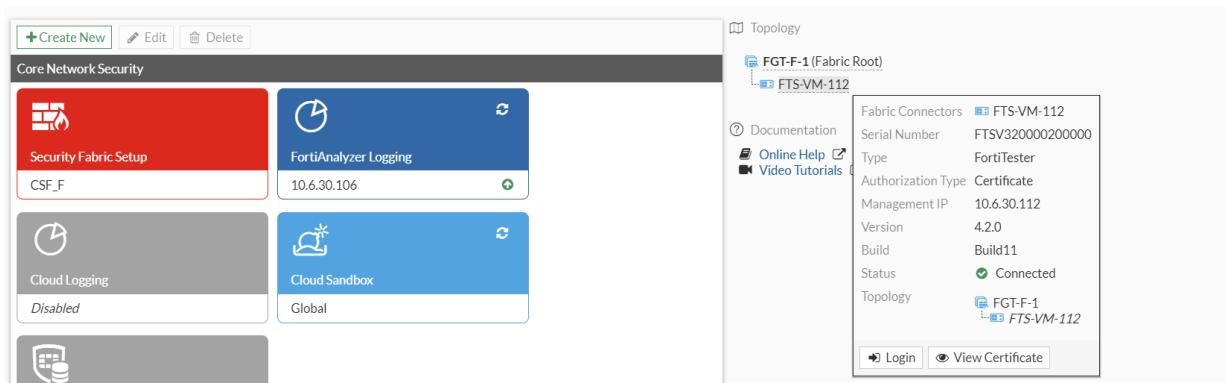 Create New Edit Delete
Core Network Security
Security Fabric Setup
CSF_F
FortiAnalyzer Logging
10.6.30.106
Cloud Logging
Disabled
Cloud Sandbox
Global
Topology
FGT-F-1 (Fabric Root)
FTS-VM-112
Documentation
Online Help
Video Tutorials
Fabric Connectors FTS-VM-112
Serial Number FTSV320000200000
Type FortiTester
Authorization Type Certificate
Management IP 10.6.30.112
Version 4.2.0
Build Build11
Status Connected
Topology FGT-F-1
FTS-VM-112
Login View Certificate